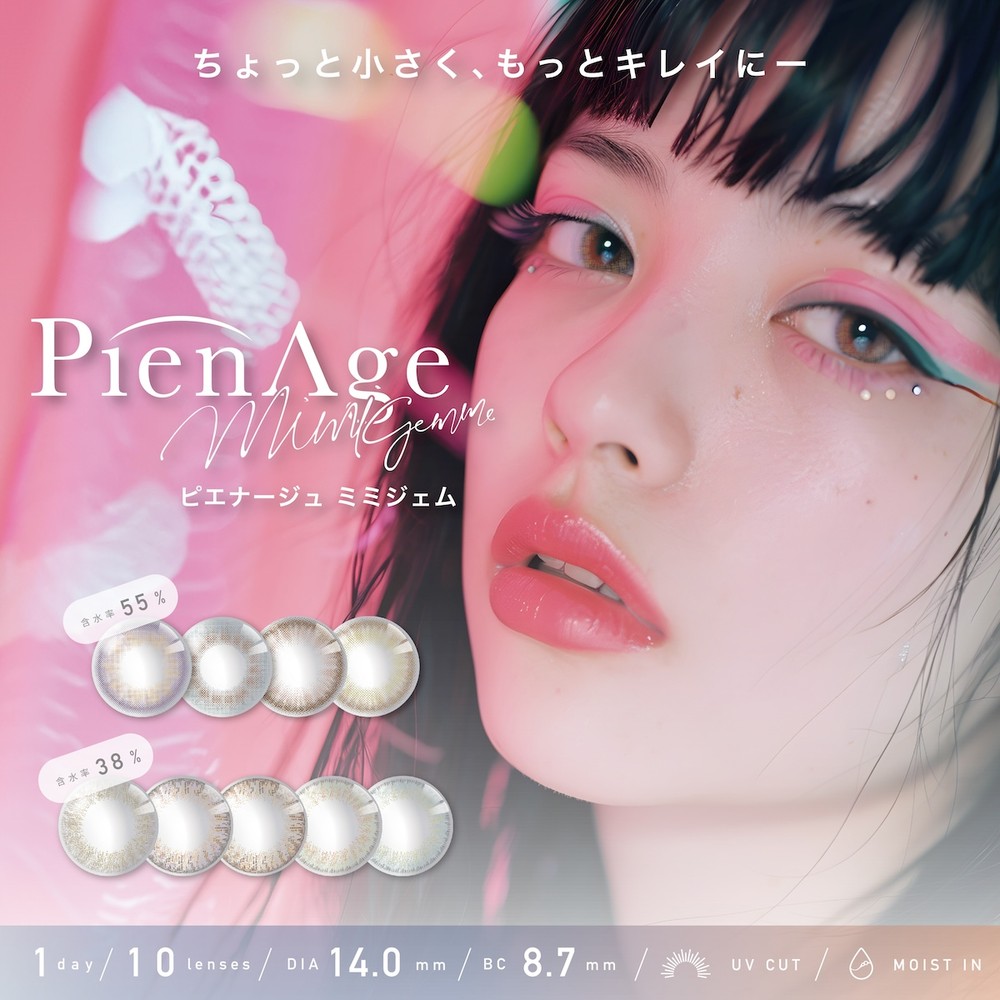 ちょっと小さく、もっとキレイにー
PienAge
MimiGemme
ピエナージュ ミミジェム
含水率 55 %
含水率 38 %
1day / 10 lenses / DIA 14.0 mm / BC 8.7 mm / UV CUT / MOIST IN